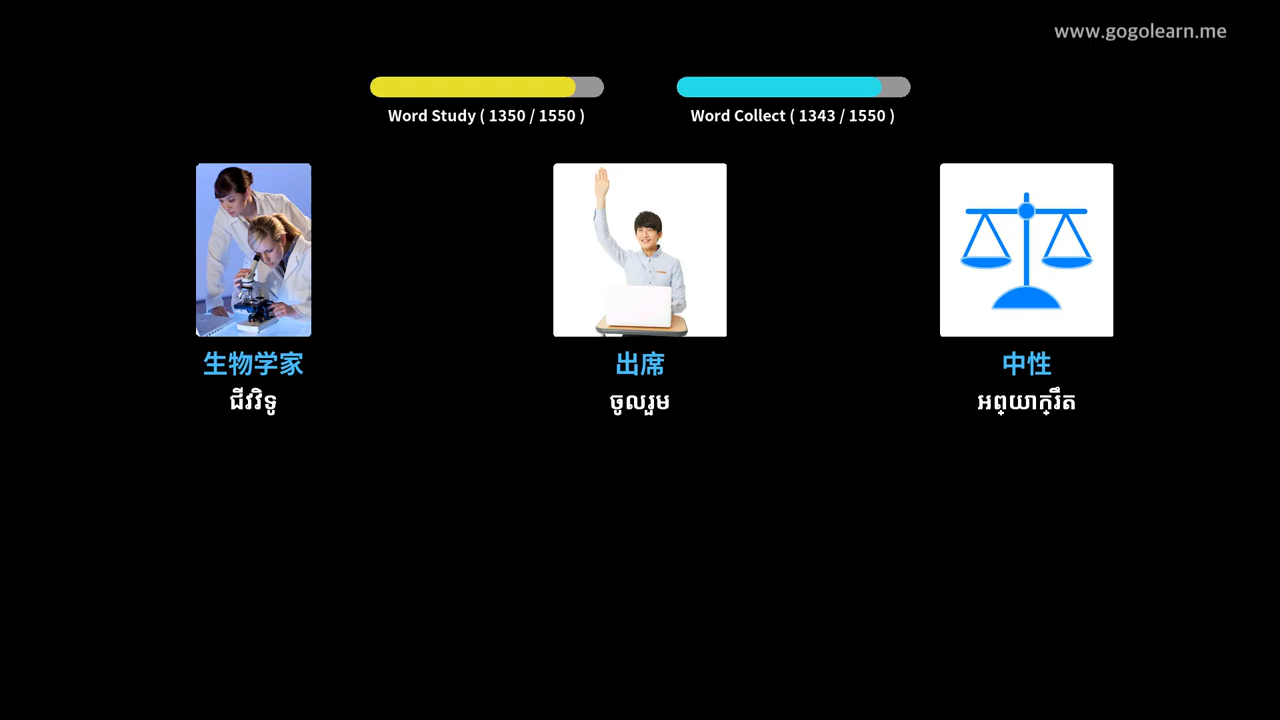 www.gogolearn.me
Word Study ( 1350 / 1550 )
Word Collect ( 1343 / 1550 )
生物学家
出席
中性
ជីវវិទូ
ចូលរួម
អព្យាក្រឹត